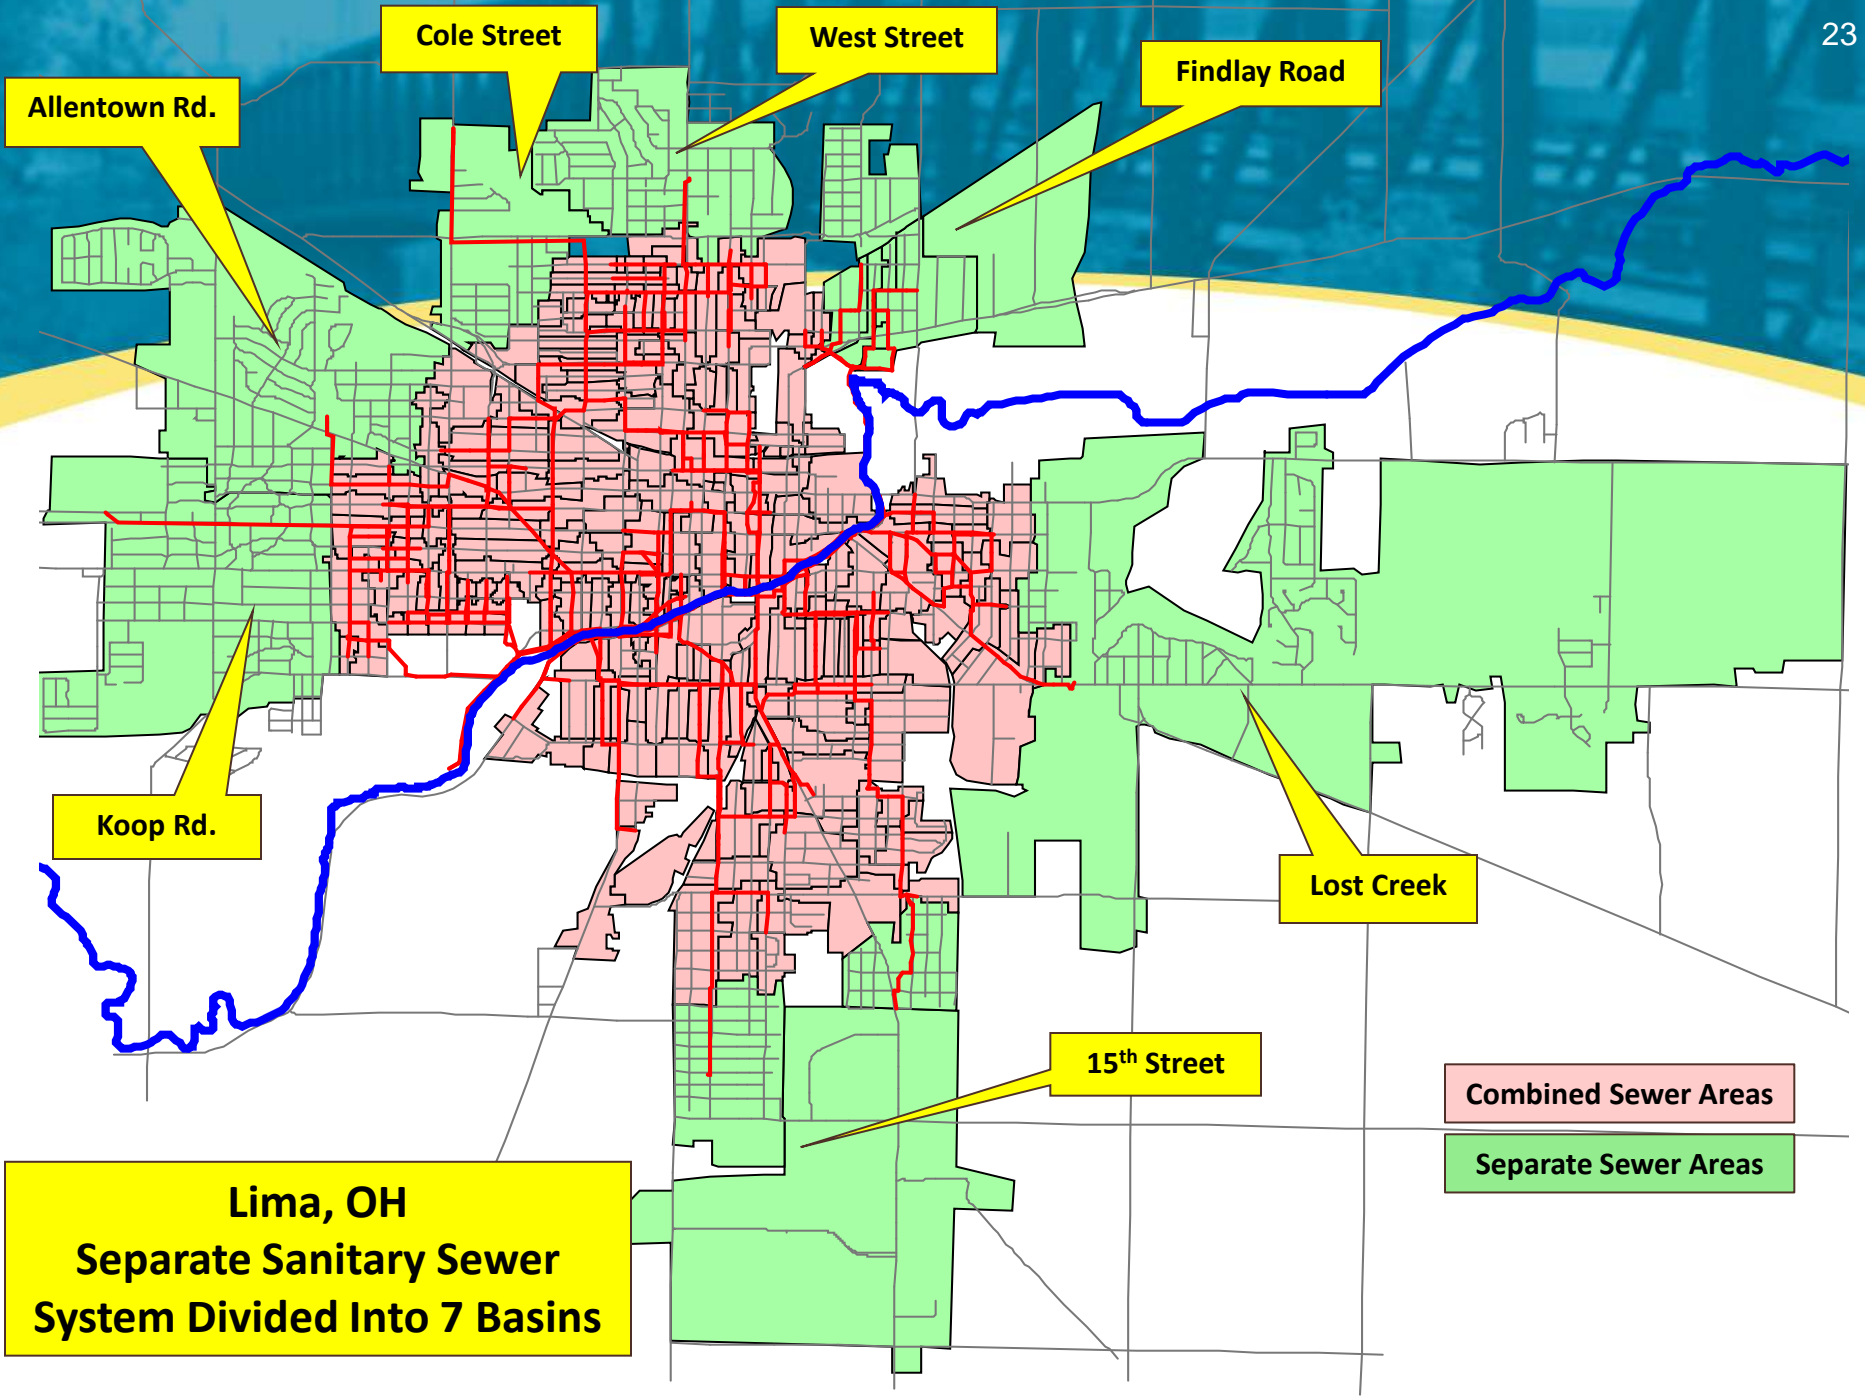 23
Cole Street
West Street
Findlay Road
Allentown Rd.
Koop Rd.
Lost Creek
15th Street
Combined Sewer Areas
Separate Sewer Areas
Lima, OH
Separate Sanitary Sewer
System Divided Into 7 Basins